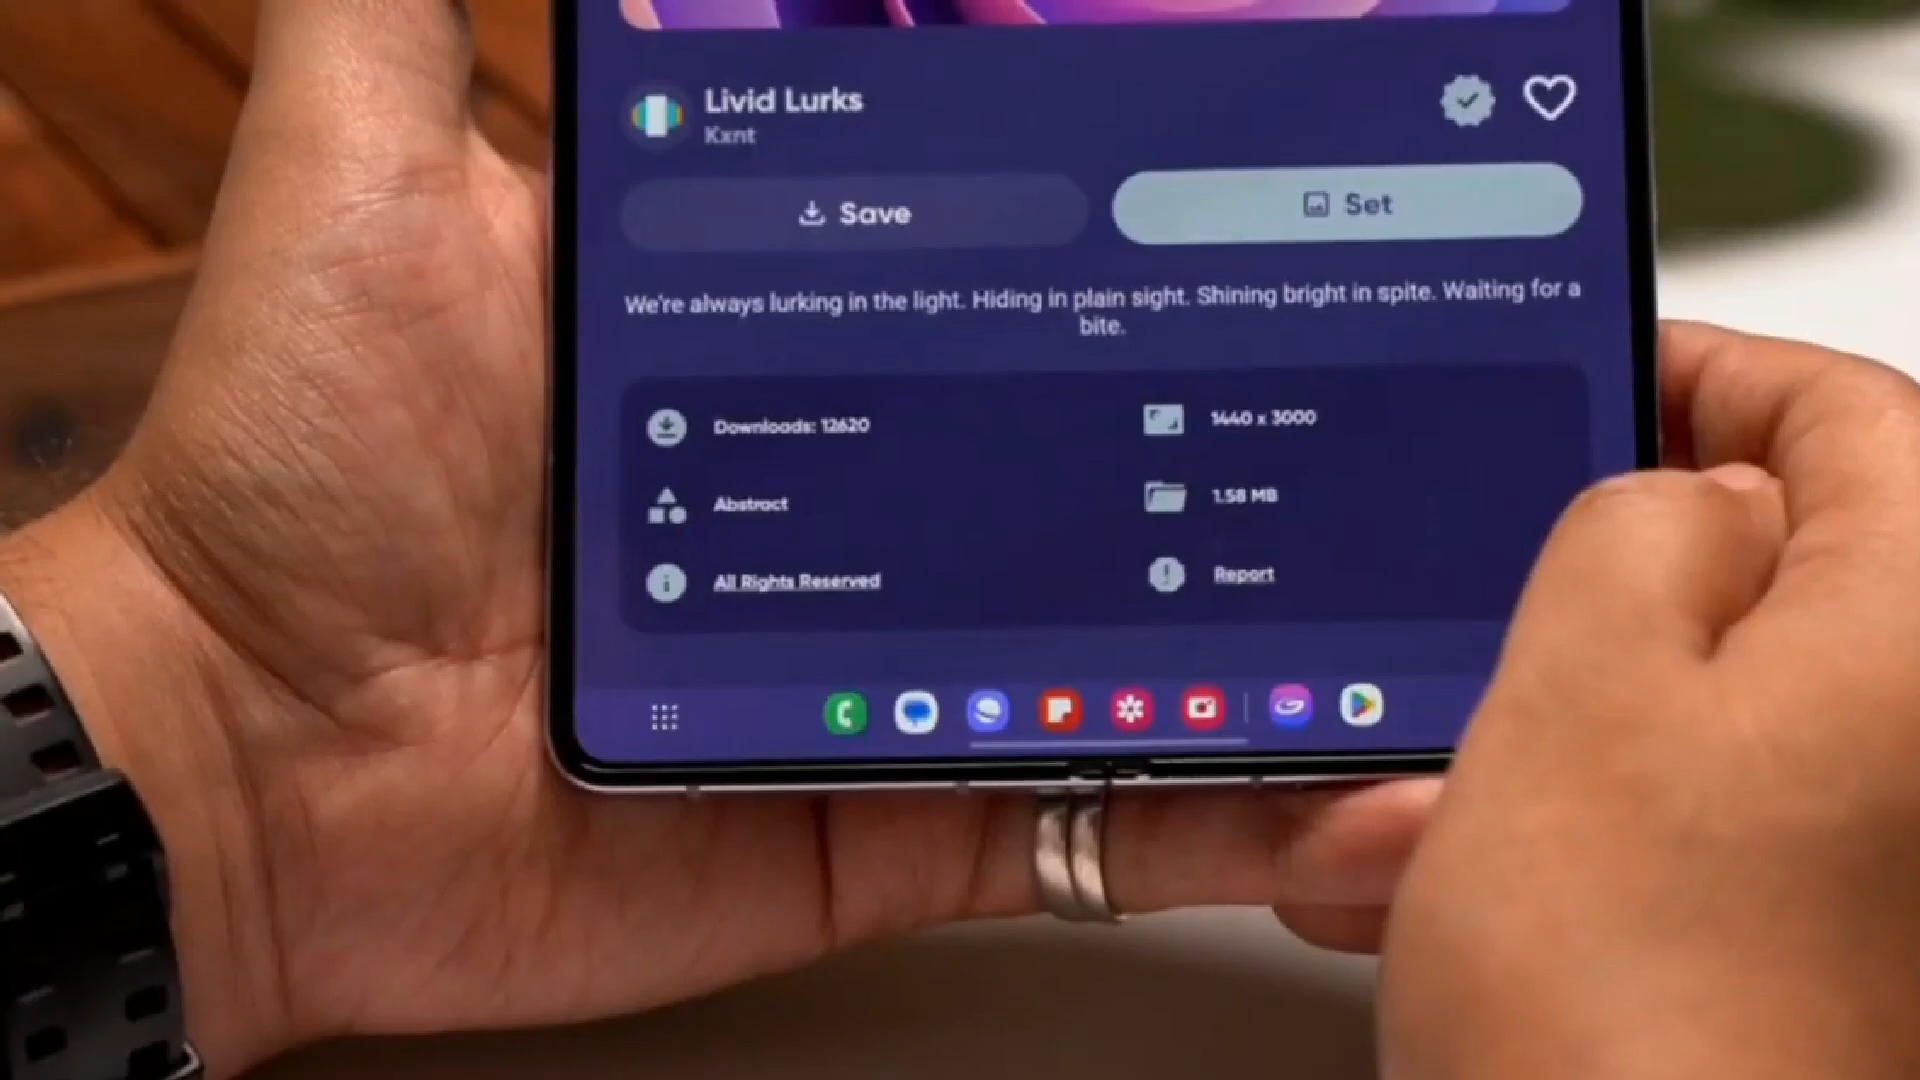 Livid Lurks
Kxnt
Save
Set
We're always lurking in the light. Hiding in plain sight. Shining bright in spite. Waiting for a
bite.
Downloads: 12620
1440 x 3000
Abstract
1.58 MB
All Rights Reserved
Report